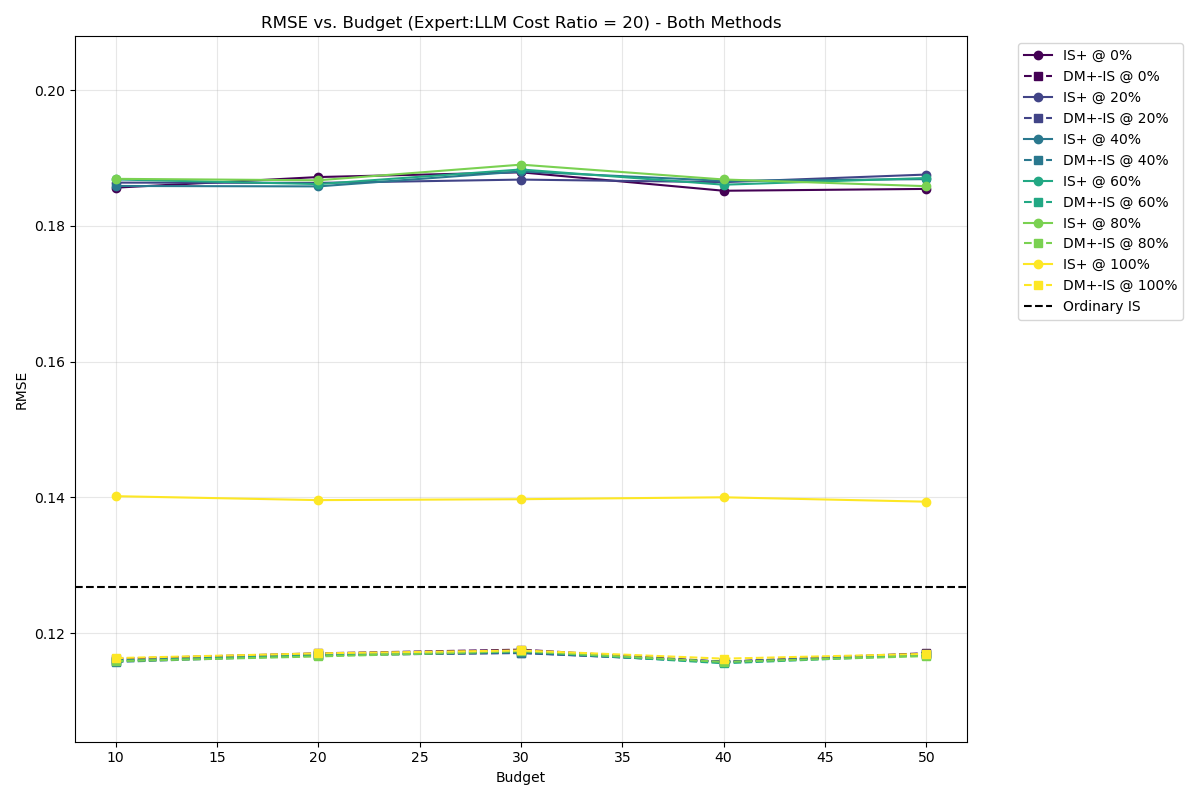 RMSE vs. Budget (Expert:LLM Cost Ratio = 20) - Both Methods
RMSE
0.20
0.18
0.16
0.14
0.12
10 15 20 25 30 35 40 45 50
Budget
IS+ @ 0%
DM+-IS @ 0%
IS+ @ 20%
DM+-IS @ 20%
IS+ @ 40%
DM+-IS @ 40%
IS+ @ 60%
DM+-IS @ 60%
IS+ @ 80%
DM+-IS @ 80%
IS+ @ 100%
DM+-IS @ 100%
Ordinary IS